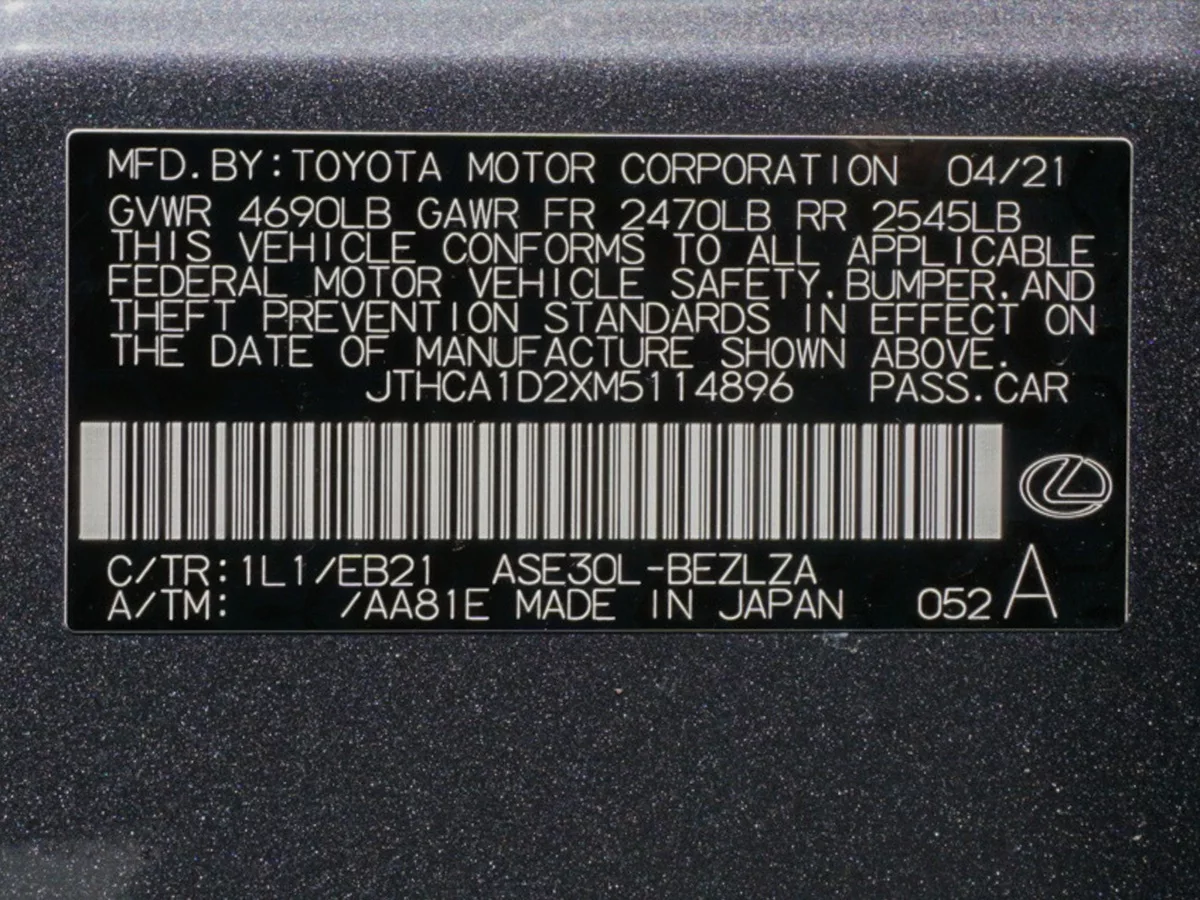 MFD. BY: TOYOTA MOTOR CORPORATION 04/21
GVWR 4690LB GAWR FR 2470LB RR 2545LB
THIS VEHICLE CONFORMS TO ALL APPLICABLE
FEDERAL MOTOR VEHICLE SAFETY, BUMPER, AND
THEFT PREVENTION STANDARDS IN EFFECT ON
THE DATE OF MANUFACTURE SHOWN ABOVE.
JTHCA1D2XM5114896 PASS. CAR
C/TR: 1L1/EB21 ASE30L-BEZLZA
A/TM: /AA81E MADE IN JAPAN 052 A